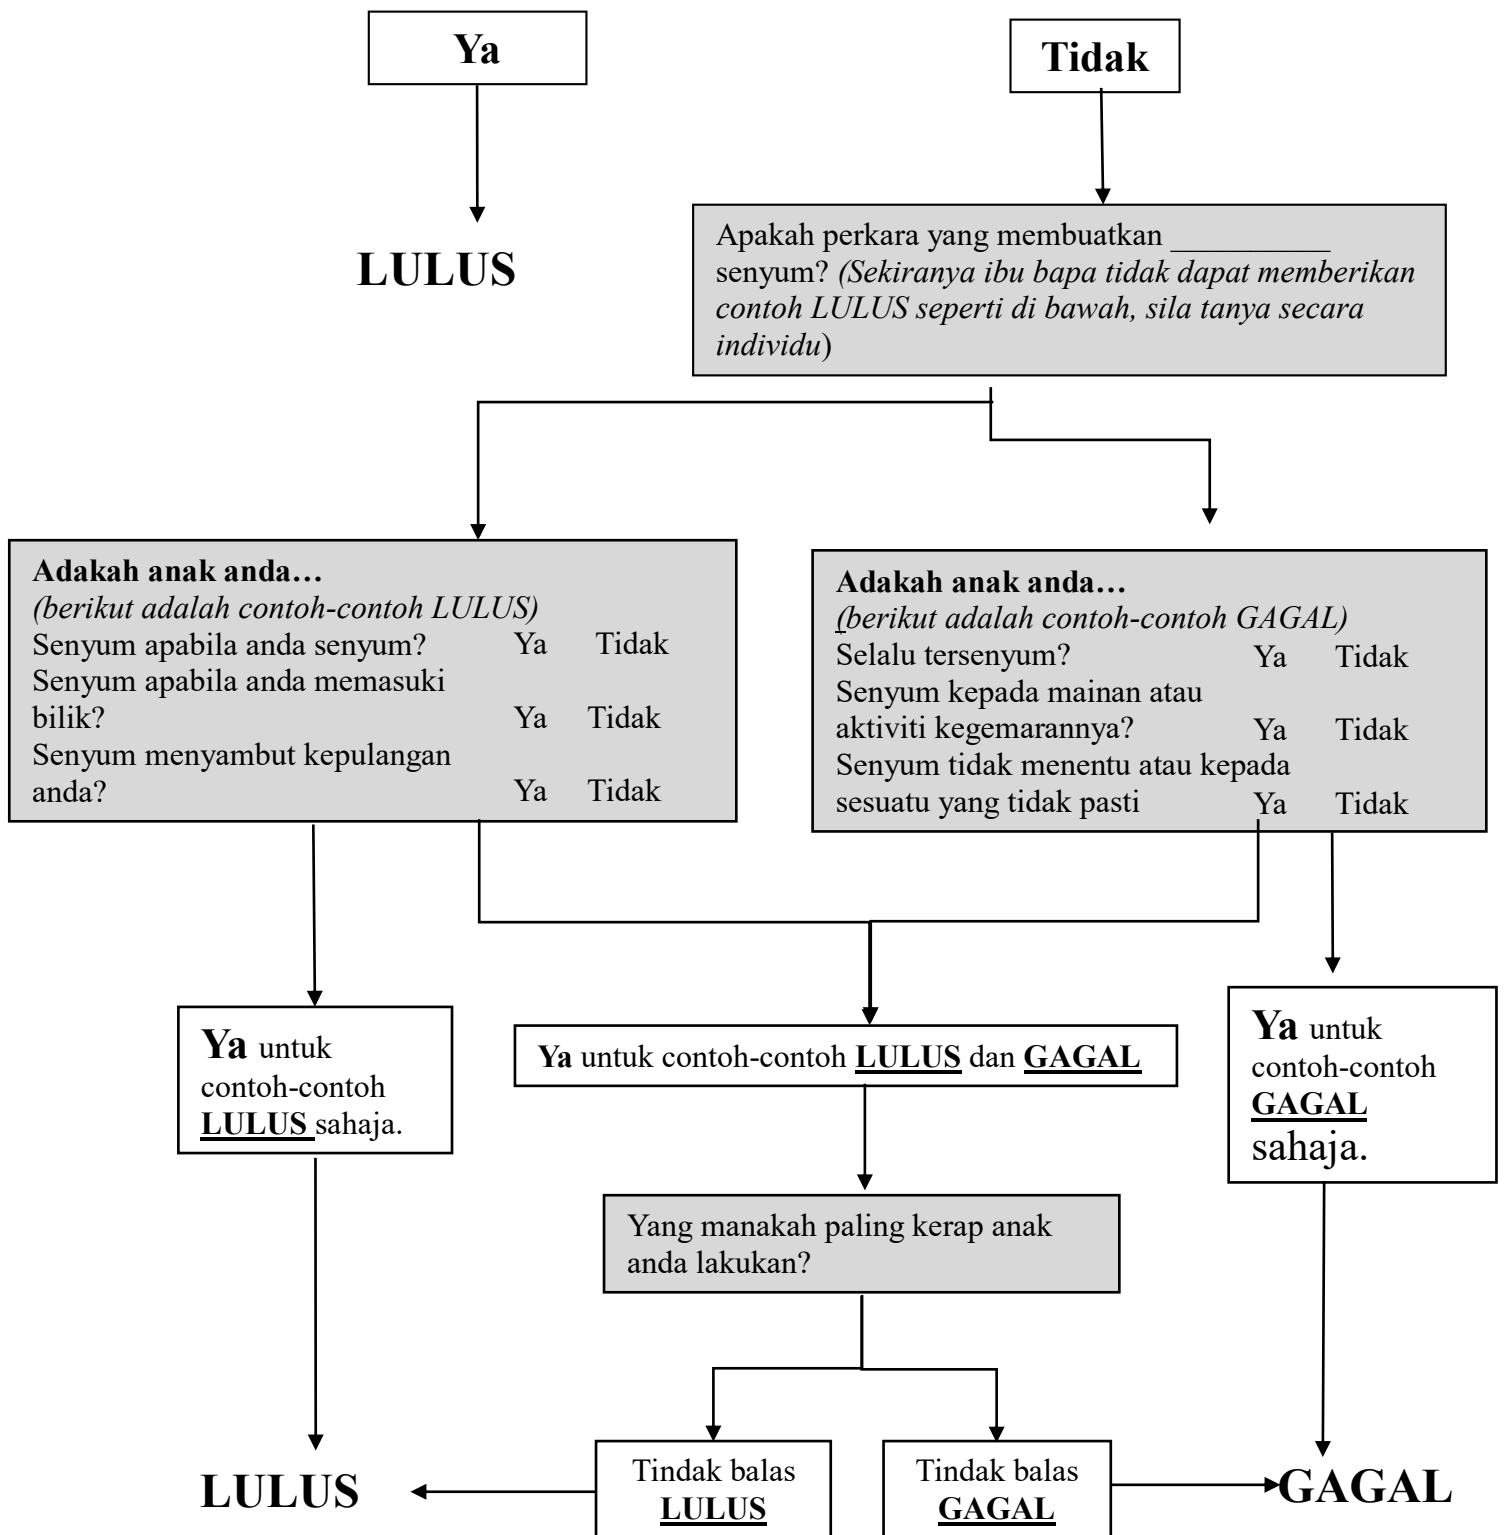 Ya
Tidak
LULUS
Apakah perkara yang membuatkan __________
senyum? (Sekiranya ibu bapa tidak dapat memberikan
contoh LULUS seperti di bawah, sila tanya secara
individu)
Adakah anak anda…
(berikut adalah contoh-contoh LULUS)
Senyum apabila anda senyum? Ya Tidak
Senyum apabila anda memasuki
bilik? Ya Tidak
Senyum menyambut kepulangan
anda? Ya Tidak
Adakah anak anda…
(berikut adalah contoh-contoh GAGAL)
Selalu tersenyum? Ya Tidak
Senyum kepada mainan atau
aktiviti kegemarannya? Ya Tidak
Senyum tidak menentu atau kepada
sesuatu yang tidak pasti Ya Tidak
Ya untuk
contoh-contoh
LULUS sahaja.
Ya untuk contoh-contoh LULUS dan GAGAL
Ya untuk
contoh-contoh
GAGAL
sahaja.
Yang manakah paling kerap anak
anda lakukan?
LULUS
Tindak balas
LULUS
Tindak balas
GAGAL
GAGAL